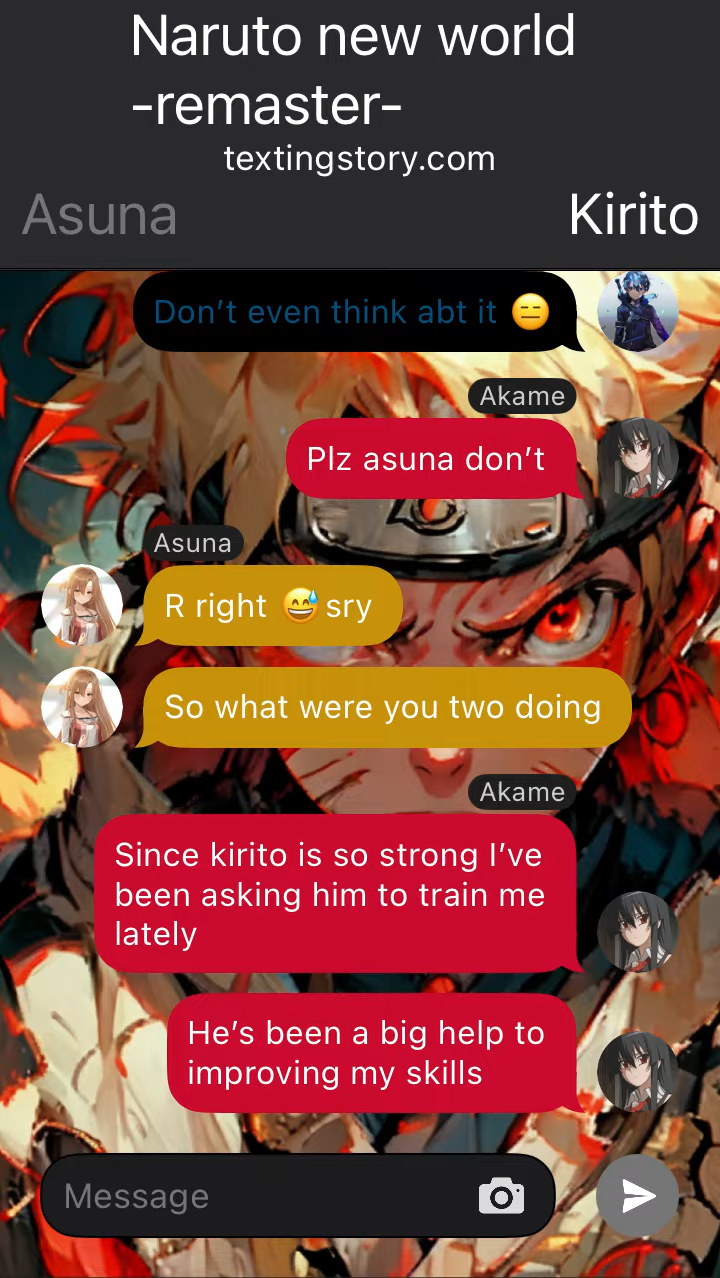 Naruto new world
-remaster-
textingstory.com
Asuna
Kirito
Don't even think abt it 😑
Akame
Plz asuna don't
Asuna
R right 😅 sry
So what were you two doing
Akame
Since kirito is so strong I've
been asking him to train me
lately
He's been a big help to
improving my skills
Message